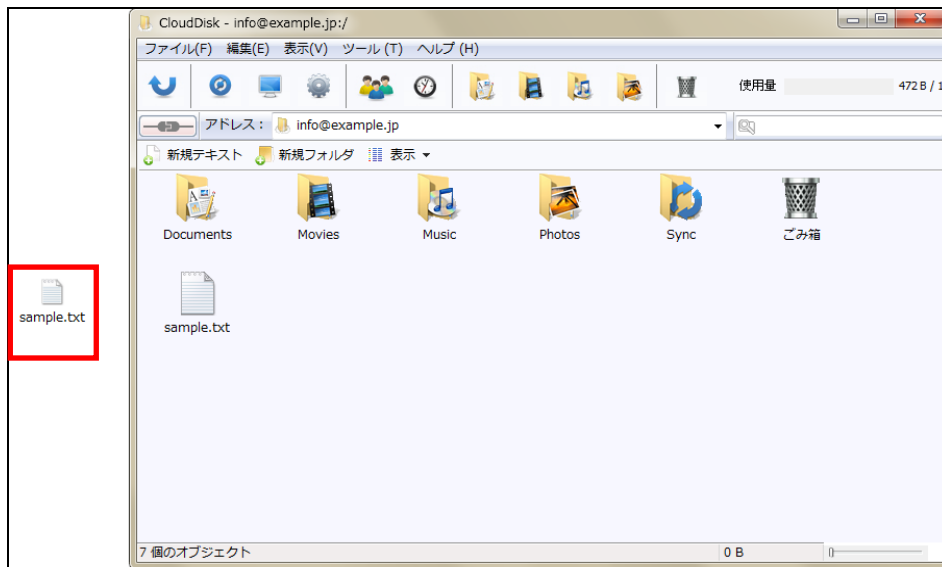 CloudDisk - info@example.jp:/
ファイル(F) 編集(E) 表示(V) ツール (T) ヘルプ (H)
使用量 472 B / 1
アドレス： info@example.jp
新規テキスト 新規フォルダ 表示
Documents Movies Music Photos Sync ごみ箱
sample.txt
sample.txt
7 個のオブジェクト 0 B